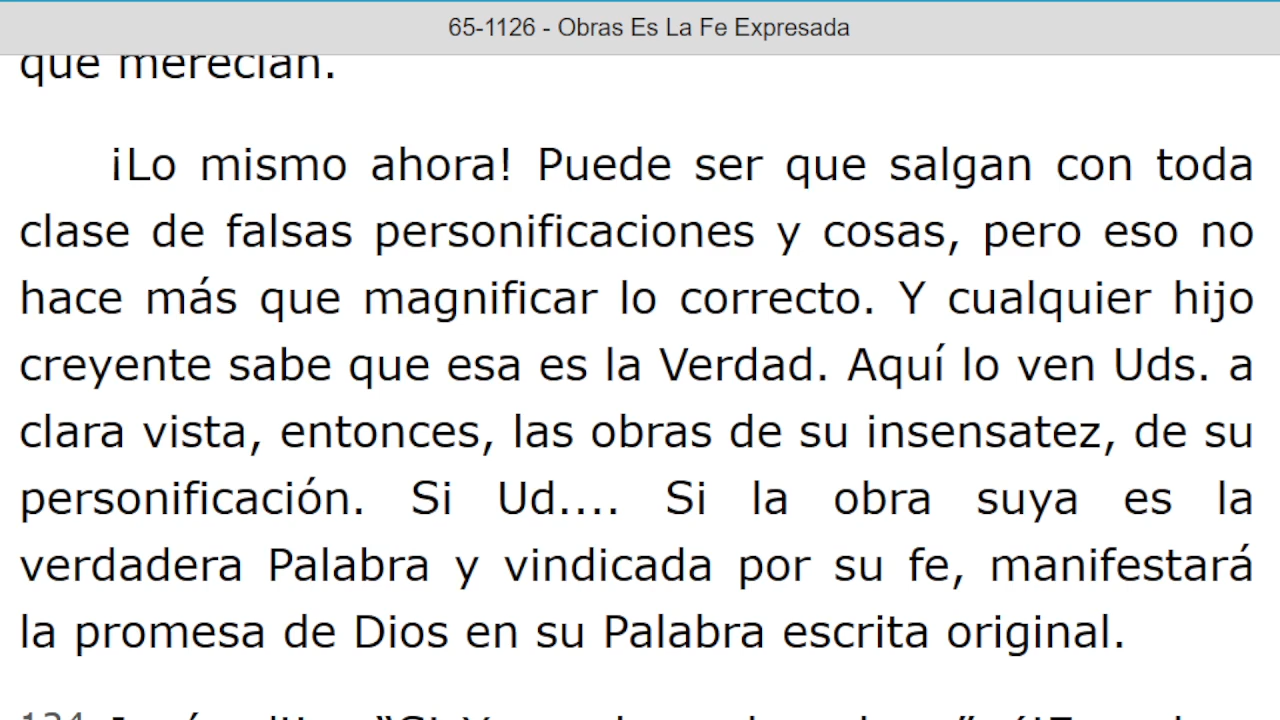 65-1126 - Obras Es La Fe Expresada
que merecían.
¡Lo mismo ahora! Puede ser que salgan con toda
clase de falsas personificaciones y cosas, pero eso no
hace más que magnificar lo correcto. Y cualquier hijo
creyente sabe que esa es la Verdad. Aquí lo ven Uds. a
clara vista, entonces, las obras de su insensatez, de su
personificación. Si Ud.... Si la obra suya es la
verdadera Palabra y vindicada por su fe, manifestará
la promesa de Dios en su Palabra escrita original.